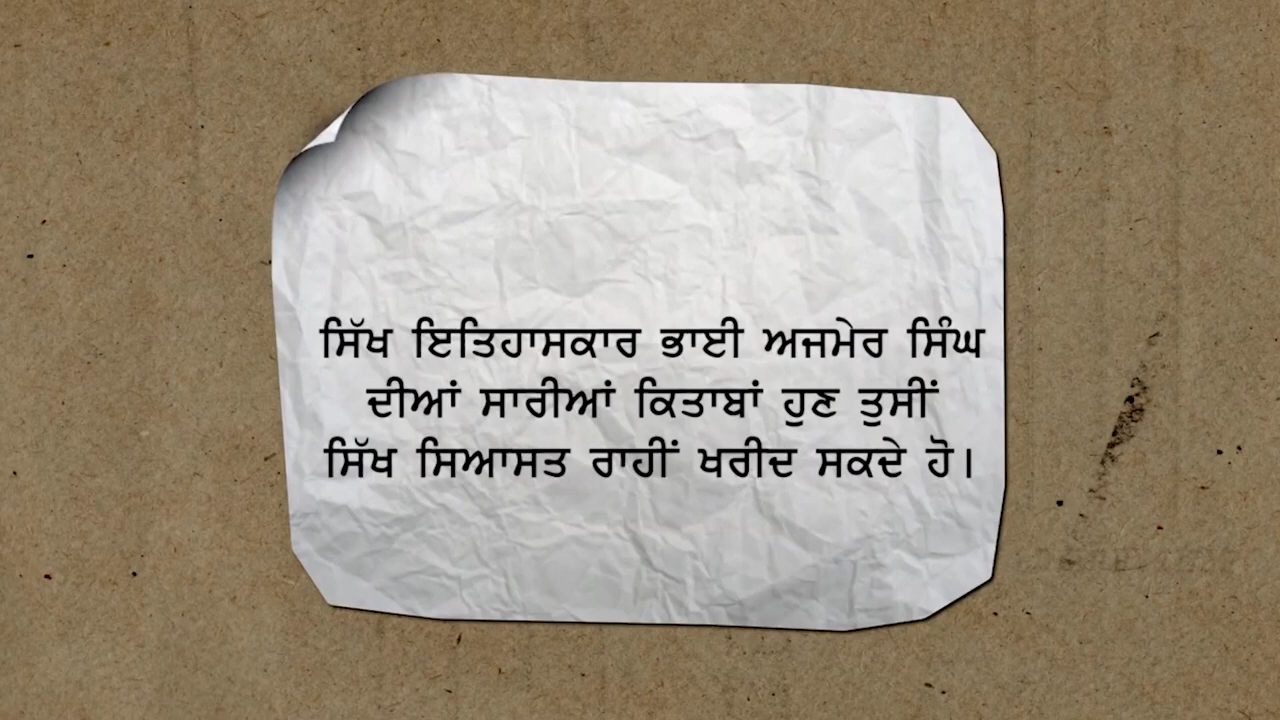 ਸਿੱਖ ਇਤਿਹਾਸਕਾਰ ਭਾਈ ਅਜਮੇਰ ਸਿੰਘ
ਦੀਆਂ ਸਾਰੀਆਂ ਕਿਤਾਬਾਂ ਹੁਣ ਤੁਸੀਂ
ਸਿੱਖ ਸਿਆਸਤ ਰਾਹੀਂ ਖਰੀਦ ਸਕਦੇ ਹੋ।